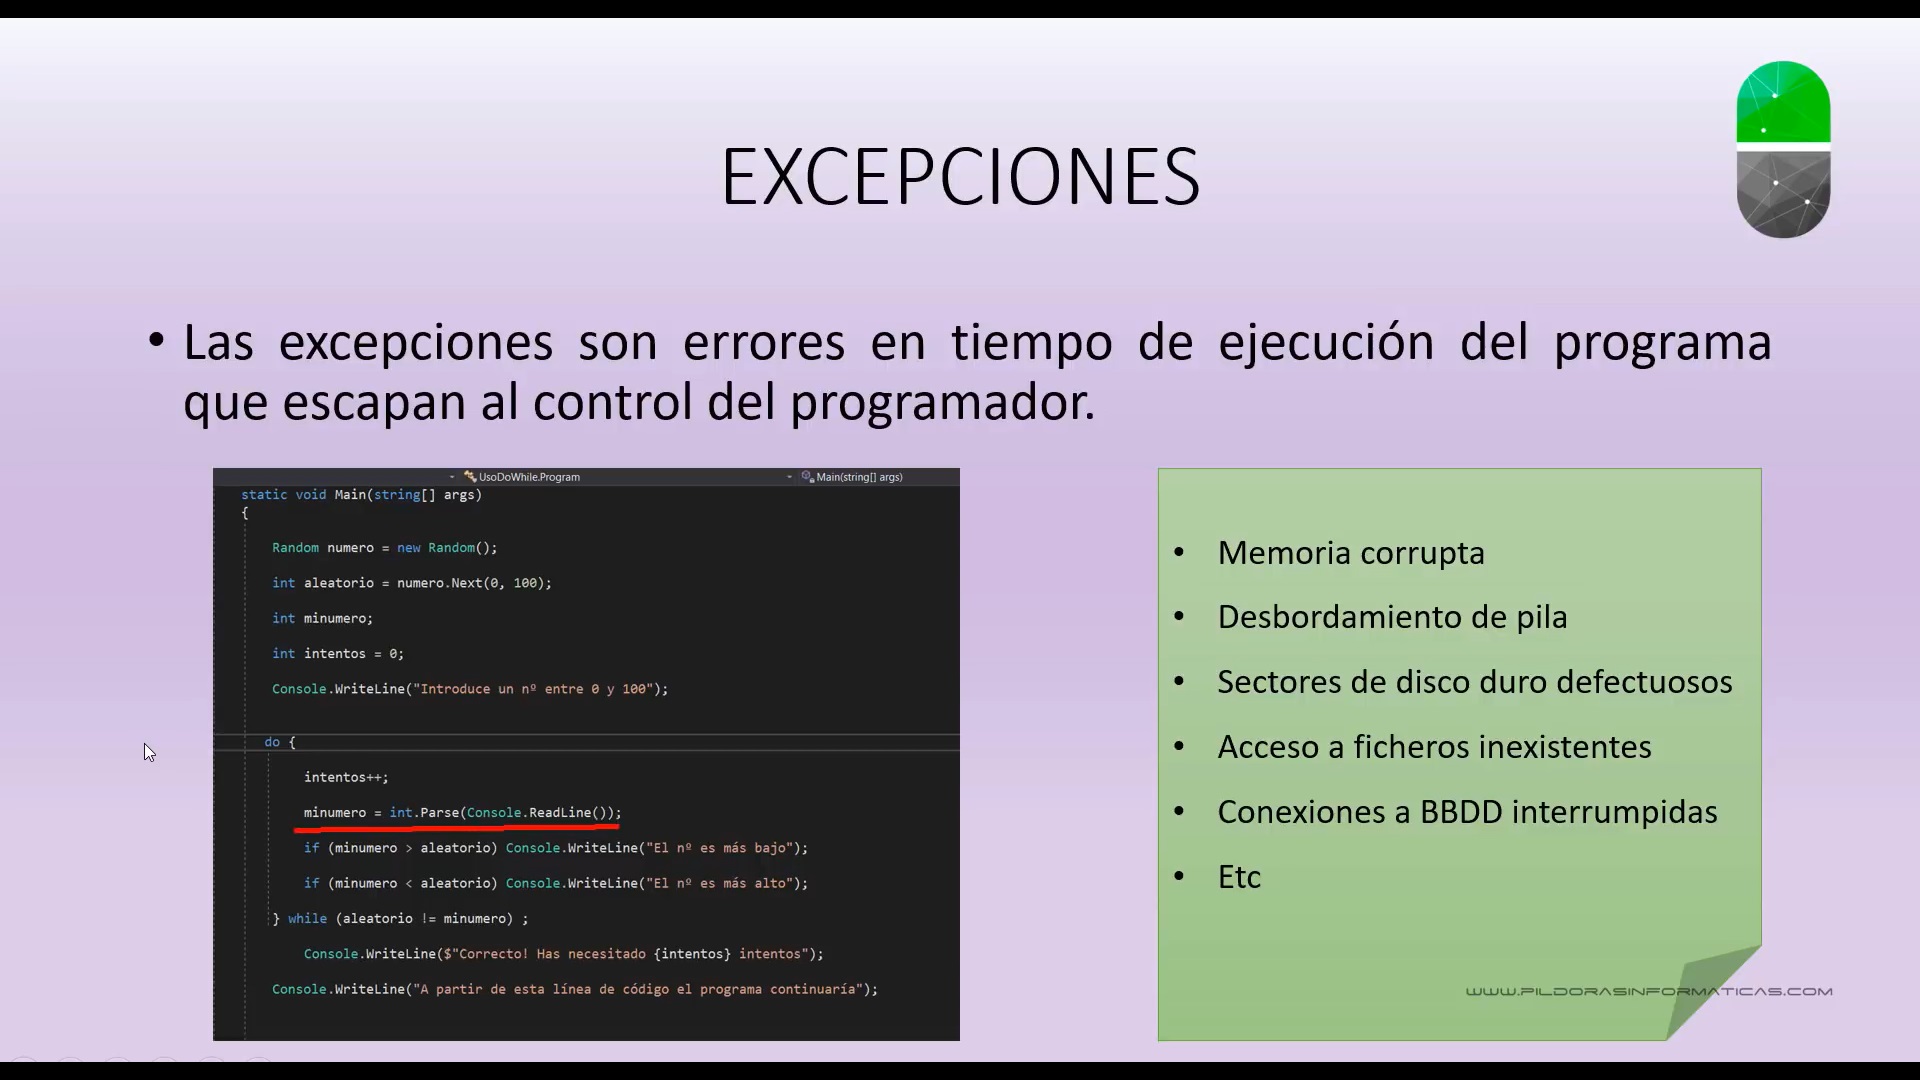 EXCEPCIONES
• Las excepciones son errores en tiempo de ejecución del programa
que escapan al control del programador.
UsoDoWhile.Program
Main(string[] args)
static void Main(string[] args)
{
Random numero = new Random();
int aleatorio = numero.Next(0, 100);
int minumero;
int intentos = 0;
Console.WriteLine("Introduce un nº entre 0 y 100");
do {
intentos++;
minumero = int.Parse(Console.ReadLine());
if (minumero > aleatorio) Console.WriteLine("El nº es más bajo");
if (minumero < aleatorio) Console.WriteLine("El nº es más alto");
} while (aleatorio != minumero) ;
Console.WriteLine($"Correcto! Has necesitado {intentos} intentos");
Console.WriteLine("A partir de esta línea de código el programa continuaría");
• Memoria corrupta
• Desbordamiento de pila
• Sectores de disco duro defectuosos
• Acceso a ficheros inexistentes
• Conexiones a BBDD interrumpidas
• Etc
WWW.PILDORASINFORMATICAS.COM